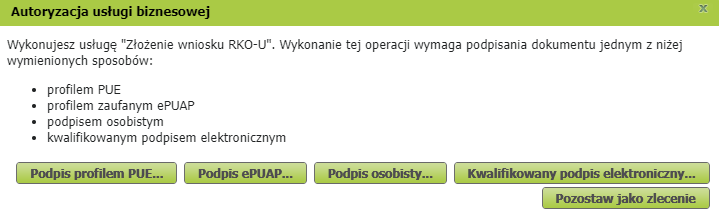 Autoryzacja usługi biznesowej
x
Wykonujesz usługę "Złożenie wniosku RKO-U". Wykonanie tej operacji wymaga podpisania dokumentu jednym z niżej
wymienionych sposobów:
• profilem PUE
• profilem zaufanym ePUAP
• podpisem osobistym
• kwalifikowanym podpisem elektronicznym
Podpis profilem PUE... Podpis ePUAP... Podpis osobisty... Kwalifikowany podpis elektroniczny...
Pozostaw jako zlecenie